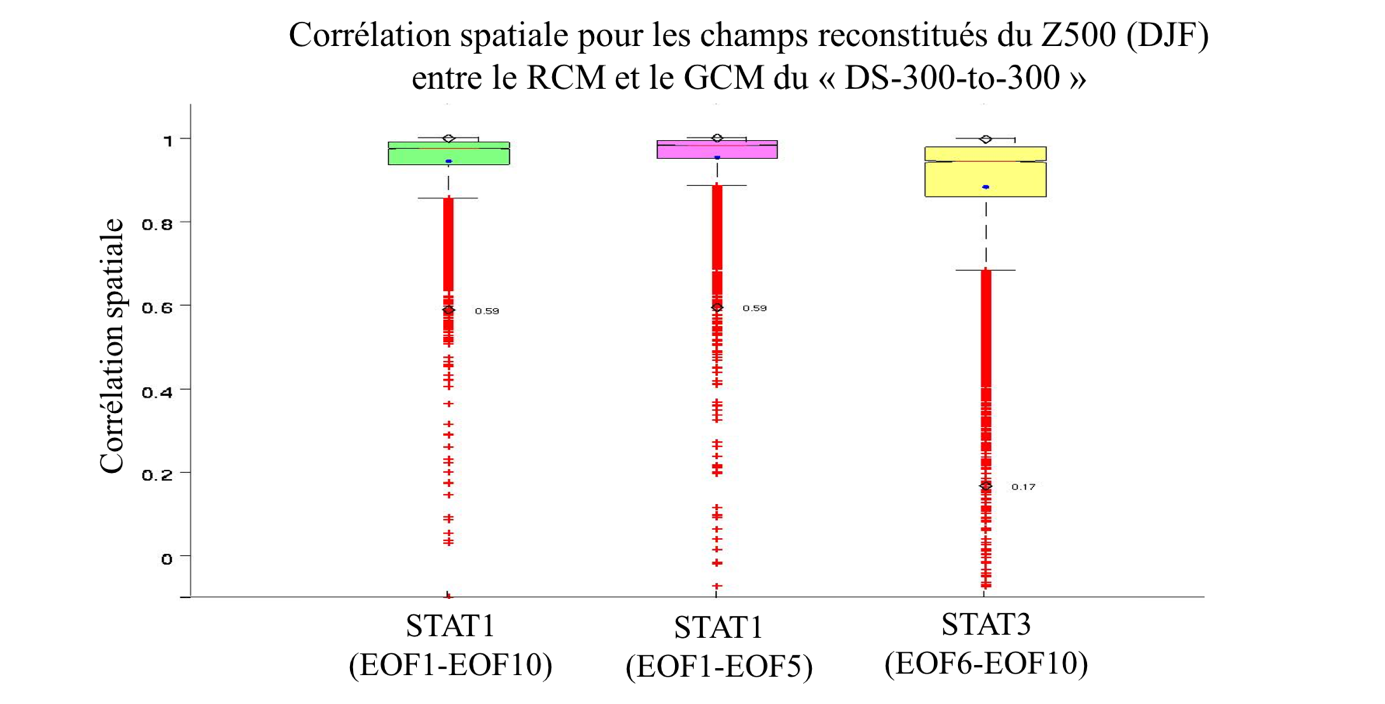 Corrélation spatiale pour les champs reconstitués du Z500 (DJF)
entre le RCM et le GCM du « DS-300-to-300 »
Corrélation spatiale
1
0.8
0.6
0.4
0.2
0
0.59
0.59
0.17
STAT1
(EOF1-EOF10)
STAT1
(EOF1-EOF5)
STAT3
(EOF6-EOF10)